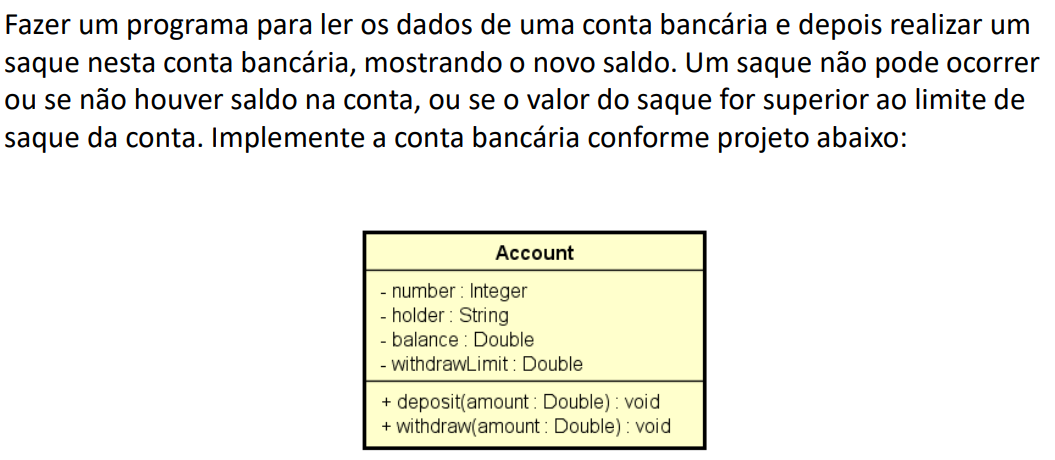 Fazer um programa para ler os dados de uma conta bancária e depois realizar um
saque nesta conta bancária, mostrando o novo saldo. Um saque não pode ocorrer
ou se não houver saldo na conta, ou se o valor do saque for superior ao limite de
saque da conta. Implemente a conta bancária conforme projeto abaixo:
Account
- number : Integer
- holder : String
- balance : Double
- withdrawLimit : Double
+ deposit(amount : Double) : void
+ withdraw(amount : Double) : void